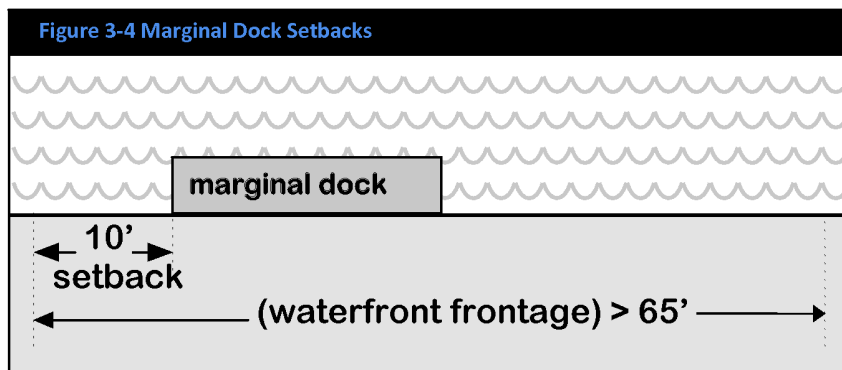 Figure 3-4 Marginal Dock Setbacks
marginal dock
10’
setback
(waterfront frontage) > 65’